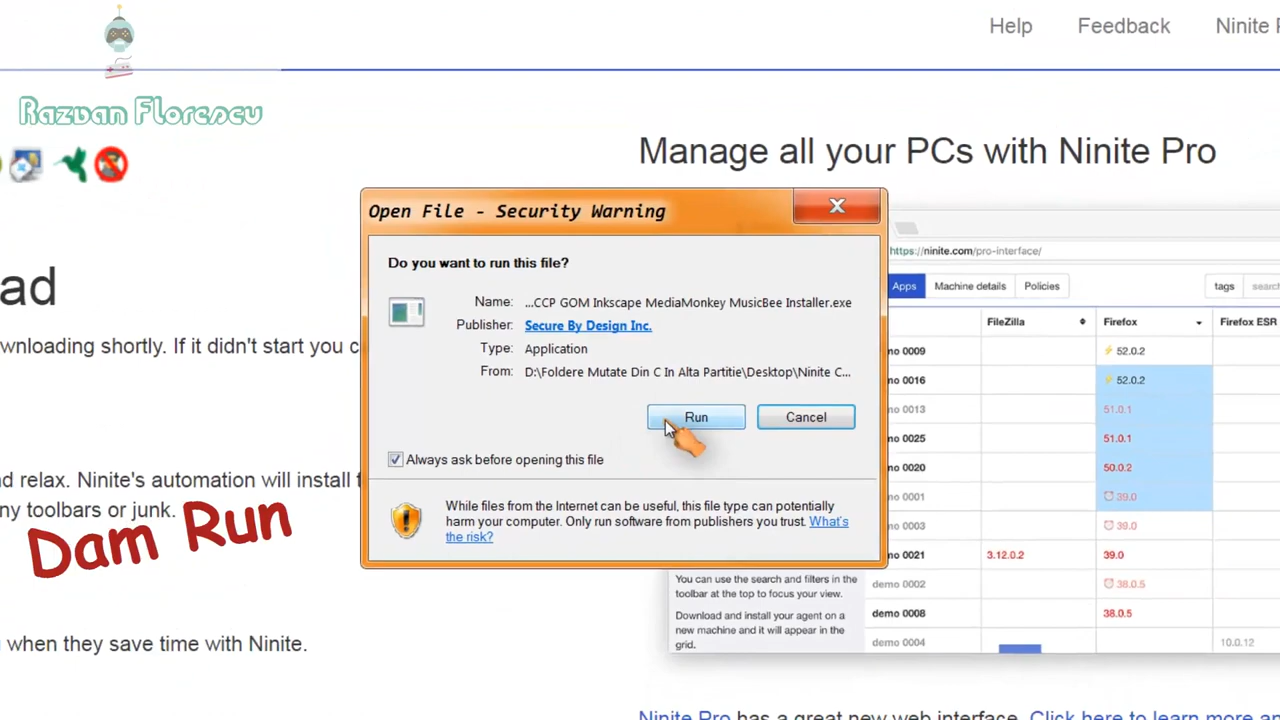 Help Feedback Ninite
Razvan Florescu
Manage all your PCs with Ninite Pro
Open File - Security Warning
Do you want to run this file?
Name: ...CCP GOM Inkscape MediaMonkey MusicBee Installer.exe
Publisher: Secure By Design Inc.
Type: Application
From: D:\Foldere Mutate Din C In Alta Partitie\Desktop\Ninite C...
Run Cancel
Always ask before opening this file
While files from the Internet can be useful, this file type can potentially
harm your computer. Only run software from publishers you trust. What's
the risk?
ad
wnloading shortly. If it didn't start you c
nd relax. Ninite's automation will install t
ny toolbars or junk.
Dam Run
when they save time with Ninite.
https://ninite.com/pro-interface/
Apps Machine details Policies tags searc
FileZilla Firefox Firefox ESR
no 0009 52.0.2
no 0016 52.0.2
no 0013 51.0.1
no 0025 51.0.1
no 0020 50.0.2
no 0001 39.0
no 0003 39.0
no 0021 3.12.0.2 39.0
demo 0002 38.0.5
demo 0008 38.0.5
demo 0004 10.0.12
You can use the search and filters in the
toolbar at the top to focus your view.
Download and install your agent on a
new machine and it will appear in the
grid.
Ninite Pro has a great new web interface. Click here to learn more an